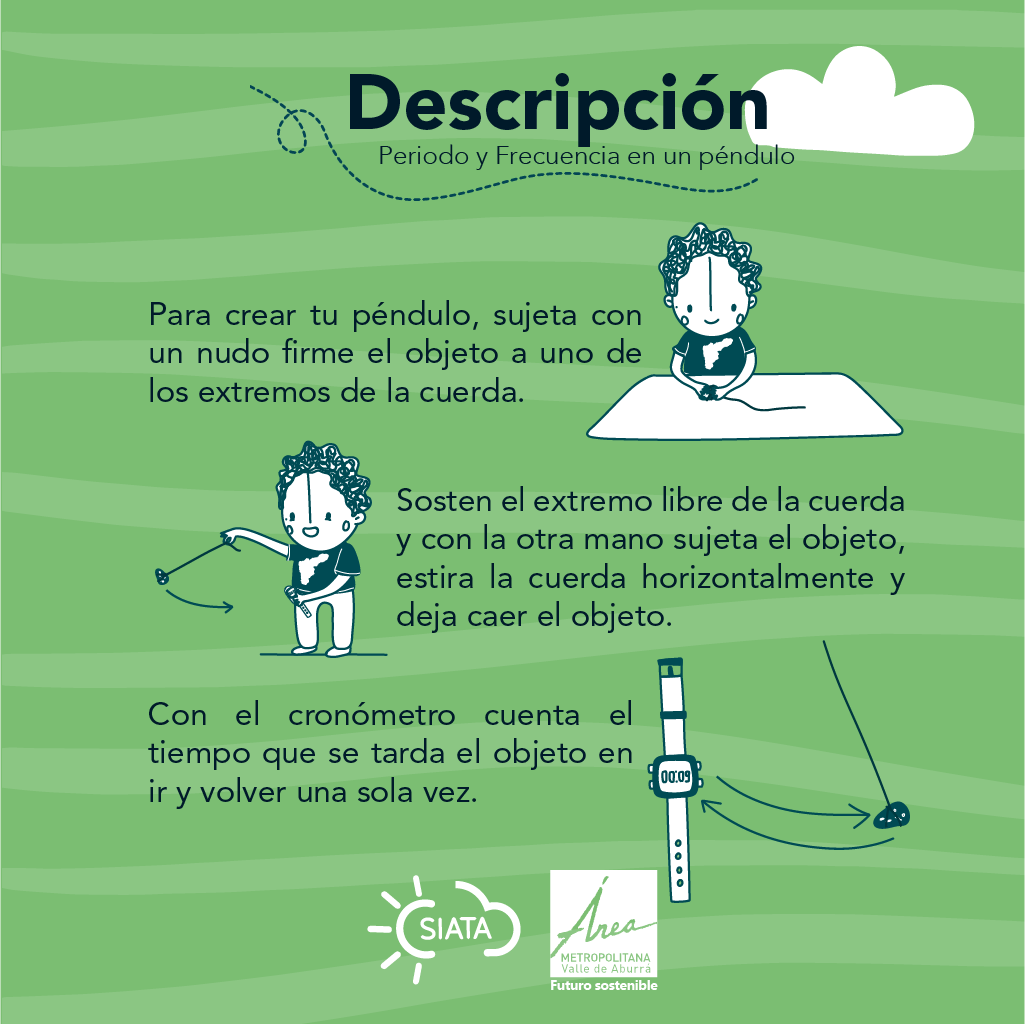 Descripción
Periodo y Frecuencia en un péndulo
Para crear tu péndulo, sujeta con
un nudo firme el objeto a uno de
los extremos de la cuerda.
Sosten el extremo libre de la cuerda
y con la otra mano sujeta el objeto,
estira la cuerda horizontalmente y
deja caer el objeto.
Con el cronómetro cuenta el
tiempo que se tarda el objeto en
ir y volver una sola vez.
00:09
SIATA
Área
METROPOLITANA
Valle de Aburrá
Futuro sostenible